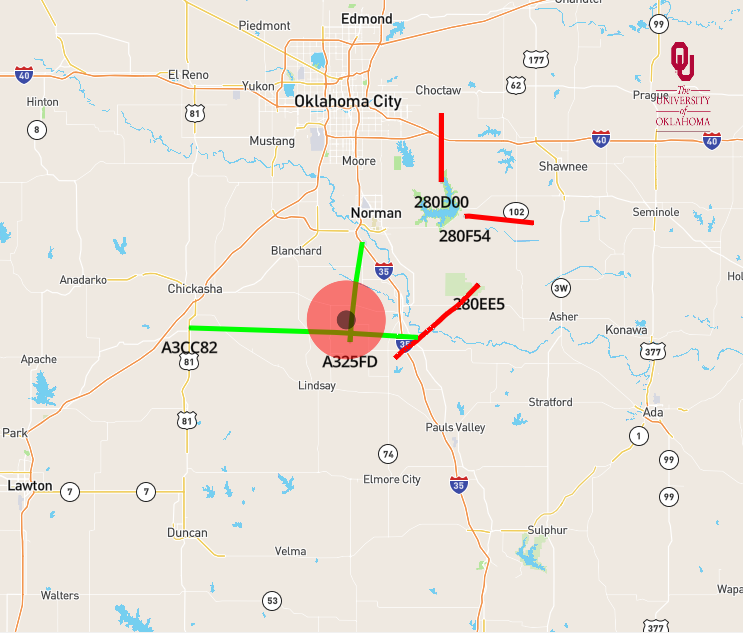 Chandler
Edmond
Piedmont
99
177
40
El Reno
Yukon
62
Choctaw
Prague
OU
The
UNIVERSITY
of
OKLAHOMA
Hinton
Oklahoma City
81
8
Mustang
40
40
Moore
Shawnee
280D00
Norman
102
Seminole
280F54
Blanchard
35
Anadarko
Chickasha
3W
280EE5
Asher
Konawa
A3CC82
35
377
Apache
81
A325FD
Lindsay
Stratford
Ada
81
Pauls Valley
Park
1
74
99
Elmore City
Lawton
7
7
35
99
Duncan
Sulphur
Velma
Walters
53
377